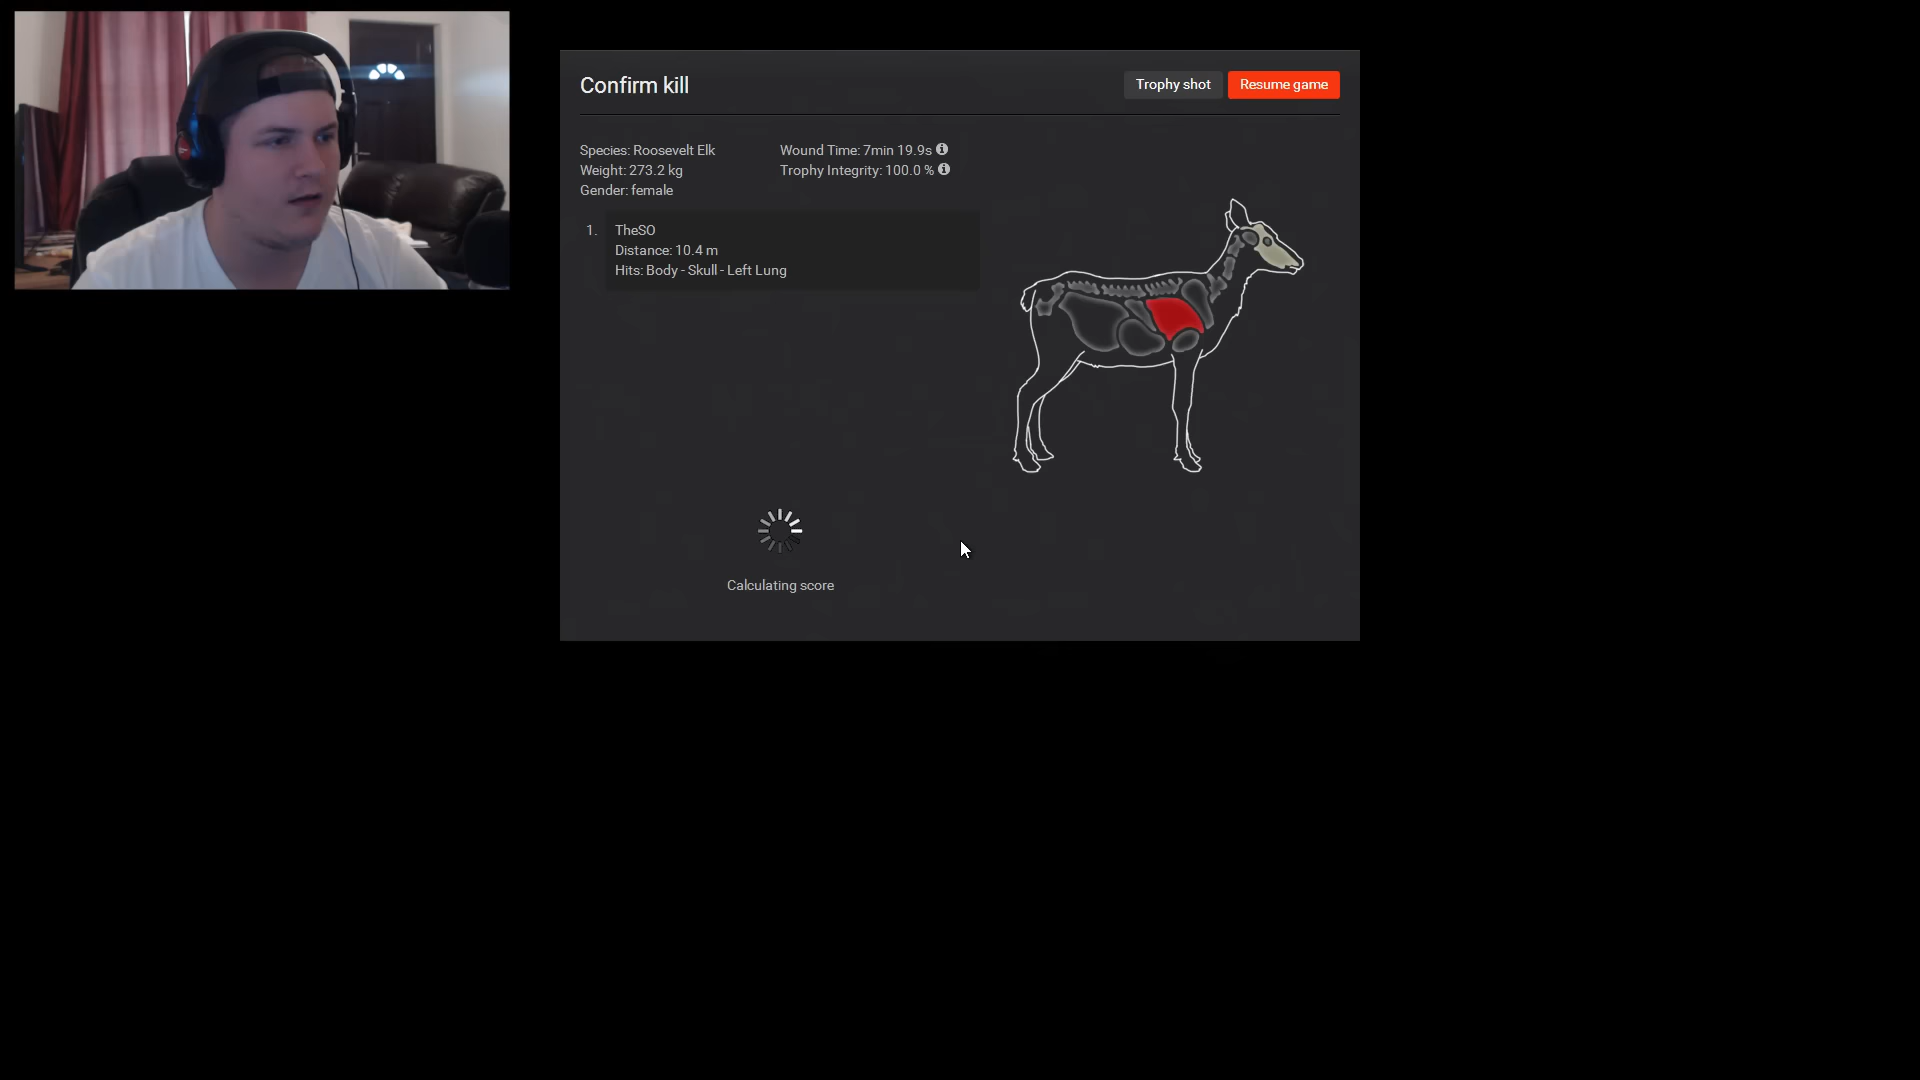 Confirm kill
Trophy shot
Resume game
Species: Roosevelt Elk
Weight: 273.2 kg
Gender: female
Wound Time: 7min 19.9s
Trophy Integrity: 100.0 %
1.
TheSO
Distance: 10.4 m
Hits: Body - Skull - Left Lung
Calculating score